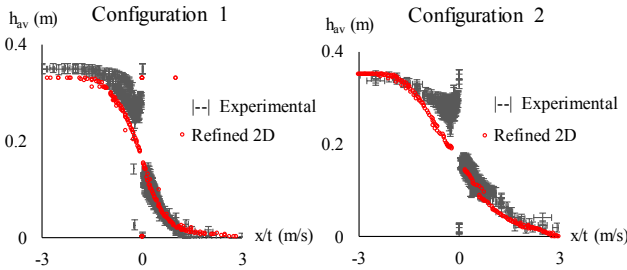 Configuration 1
h_av (m)
0.4
|--| Experimental
Refined 2D
0.2
0
x/t (m/s)
-3
0
3
Configuration 2
h_av (m)
0.4
|--| Experimental
Refined 2D
0.2
0
x/t (m/s)
-3
0
3